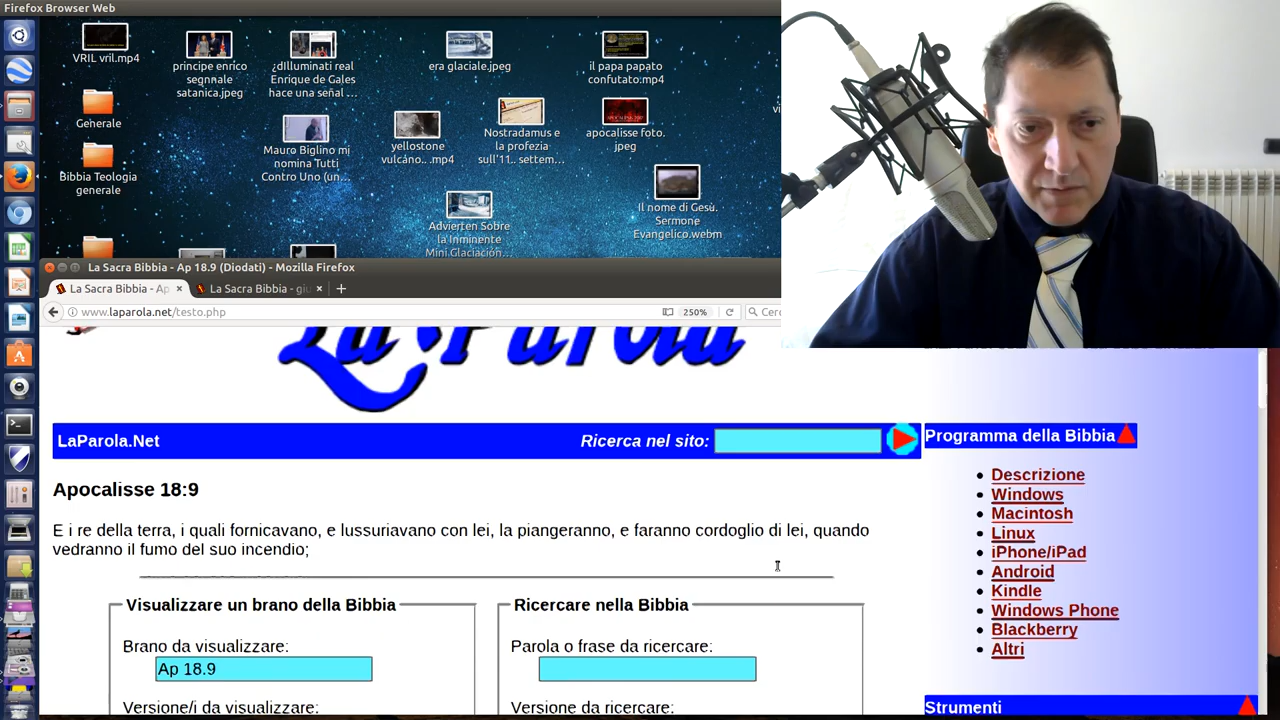 Firefox Browser Web
VRIL vril.mp4
principe enrico
segnnale
satanica.jpeg
¿dIlluminati real
Enrique de Gales
hace una señal ...
era glaciale.jpeg
il papa papato
confutato.mp4
Generale
Mauro Biglino mi
nomina Tutti
Contro Uno (un...
yellostone
vulcáno.. ..mp4
Nostradamus e
la profezia
sull'11.. settem...
apocalisse foto.
jpeg
Bibbia Teologia
generale
Advierten Sobre
la Inminente
Mini Glaciación...
Il nome di Gesù.
Sermone
Evangelico.webm
La Sacra Bibbia - Ap 18.9 (Diodati) - Mozilla Firefox
La Sacra Bibbia - Ap
La Sacra Bibbia - giu
www.laparola.net/testo.php
250%
Cerc
La Parola
LaParola.Net
Ricerca nel sito:
Programma della Bibbia
Apocalisse 18:9
E i re della terra, i quali fornicavano, e lussuriavano con lei, la piangeranno, e faranno cordoglio di lei, quando
vedranno il fumo del suo incendio;
Descrizione
Windows
Macintosh
Linux
iPhone/iPad
Android
Kindle
Windows Phone
Blackberry
Altri
Visualizzare un brano della Bibbia
Ricercare nella Bibbia
Brano da visualizzare:
Ap 18.9
Parola o frase da ricercare:
Versione/i da visualizzare:
Versione da ricercare:
Strumenti